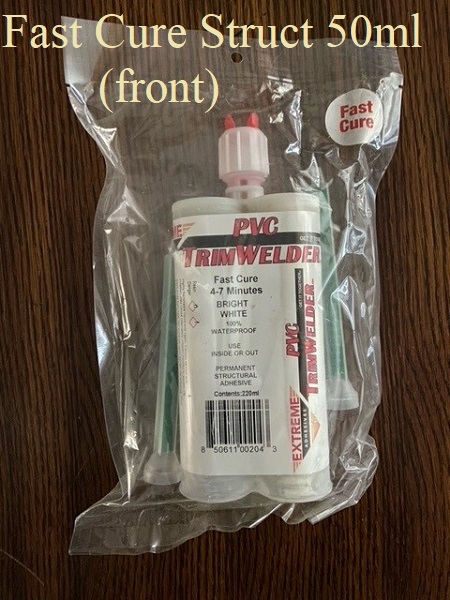 Fast Cure Struct 50ml
(front)
Fast
Cure
PVC
TRIMWELDER
Fast Cure
4-7 Minutes
BRIGHT
WHITE
100%
WATERPROOF
USE
INSIDE OR OUT
PERMANENT
STRUCTURAL
ADHESIVE
Contents:220ml
8 50611 00204 3
EXTREME
ADHESIVES
PVC
TRIMWELDER